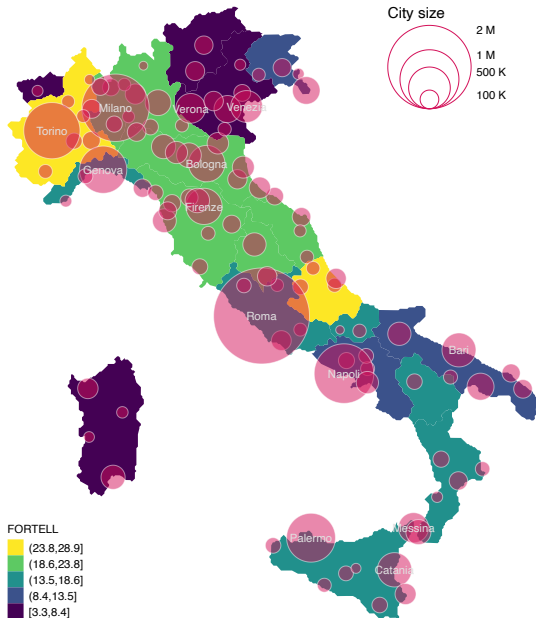 City size
2 M
1 M
500 K
100 K
Milano
Verona
Venezia
Torino
Genova
Bologna
Firenze
Roma
Napoli
Bari
Palermo
Messina
Catania
FORTELL
(23.8,28.9]
(18.6,23.8]
(13.5,18.6]
(8.4,13.5]
[3.3,8.4]